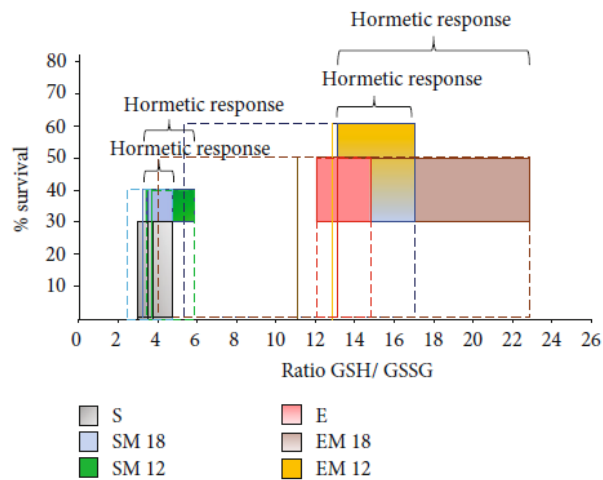 Hormetic response
Hormetic response
Hormetic response
Hormetic response
% survival
80
70
60
50
40
30
20
10
0 2 4 6 8 10 12 14 16 18 20 22 24 26
Ratio GSH/ GSSG
S
SM 18
SM 12
E
EM 18
EM 12